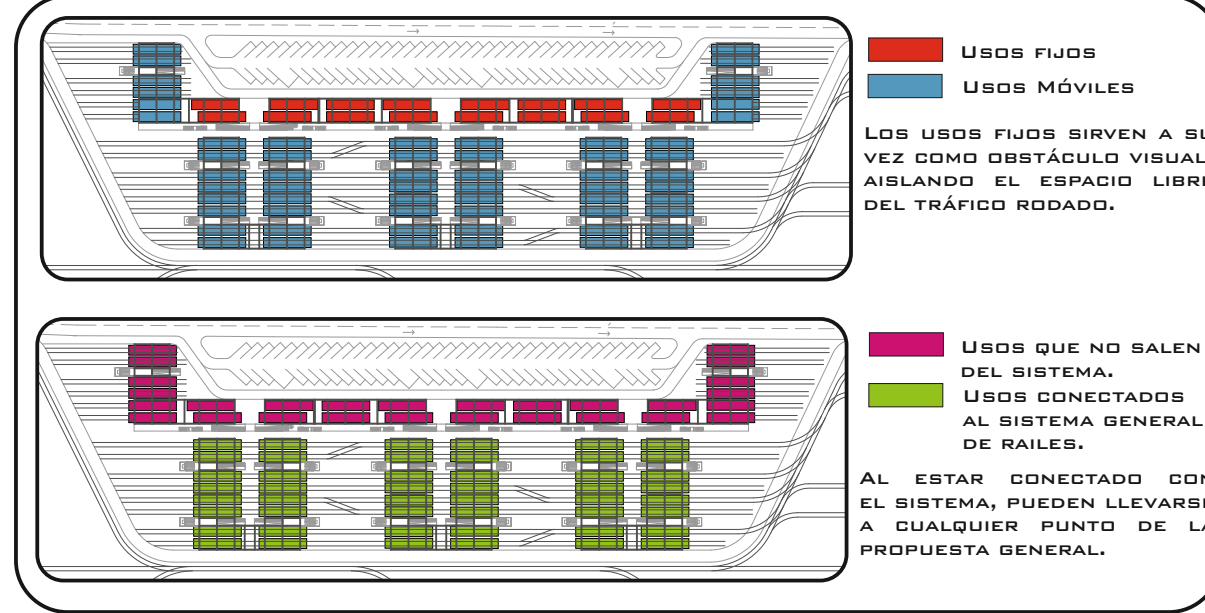 Usos fijos
Usos Móviles
Los usos fijos sirven a su
vez como obstáculo visual
aislando el espacio libre
del tráfico rodado.
Usos que no salen
del sistema.
Usos conectados
al sistema general
de railes.
Al estar conectado con
el sistema, pueden llevarse
a cualquier punto de la
propuesta general.